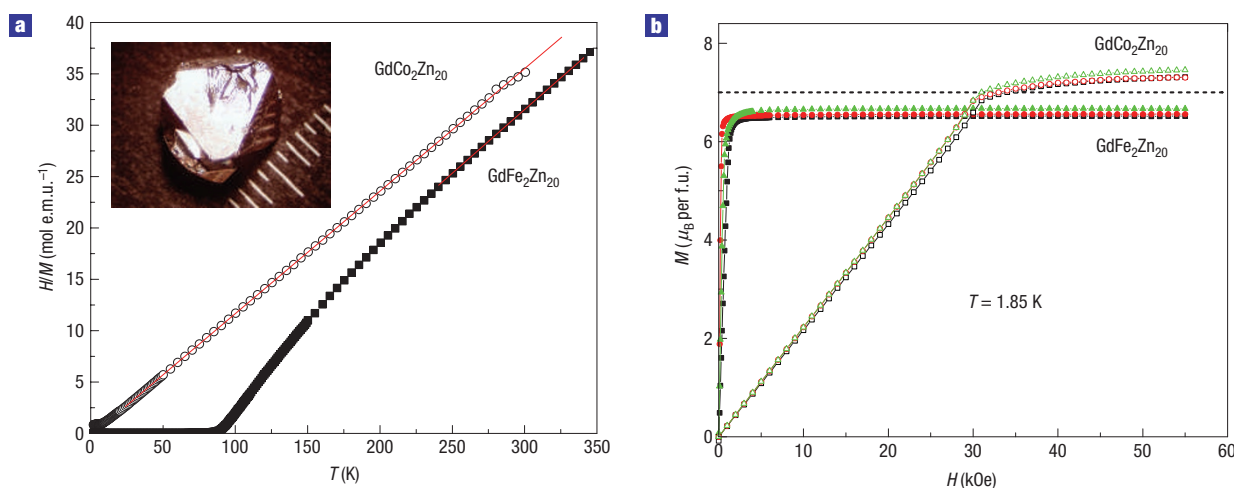 a
40
35
30
25
20
15
10
5
0
H/M (mol e.m.u.⁻¹)
GdCo₂Zn₂₀
GdFe₂Zn₂₀
0 50 100 150 200 250 300 350
T (K)
b
8
6
4
2
0
M (μB per f.u.)
GdCo₂Zn₂₀
GdFe₂Zn₂₀
T = 1.85 K
0 10 20 30 40 50 60
H (kOe)